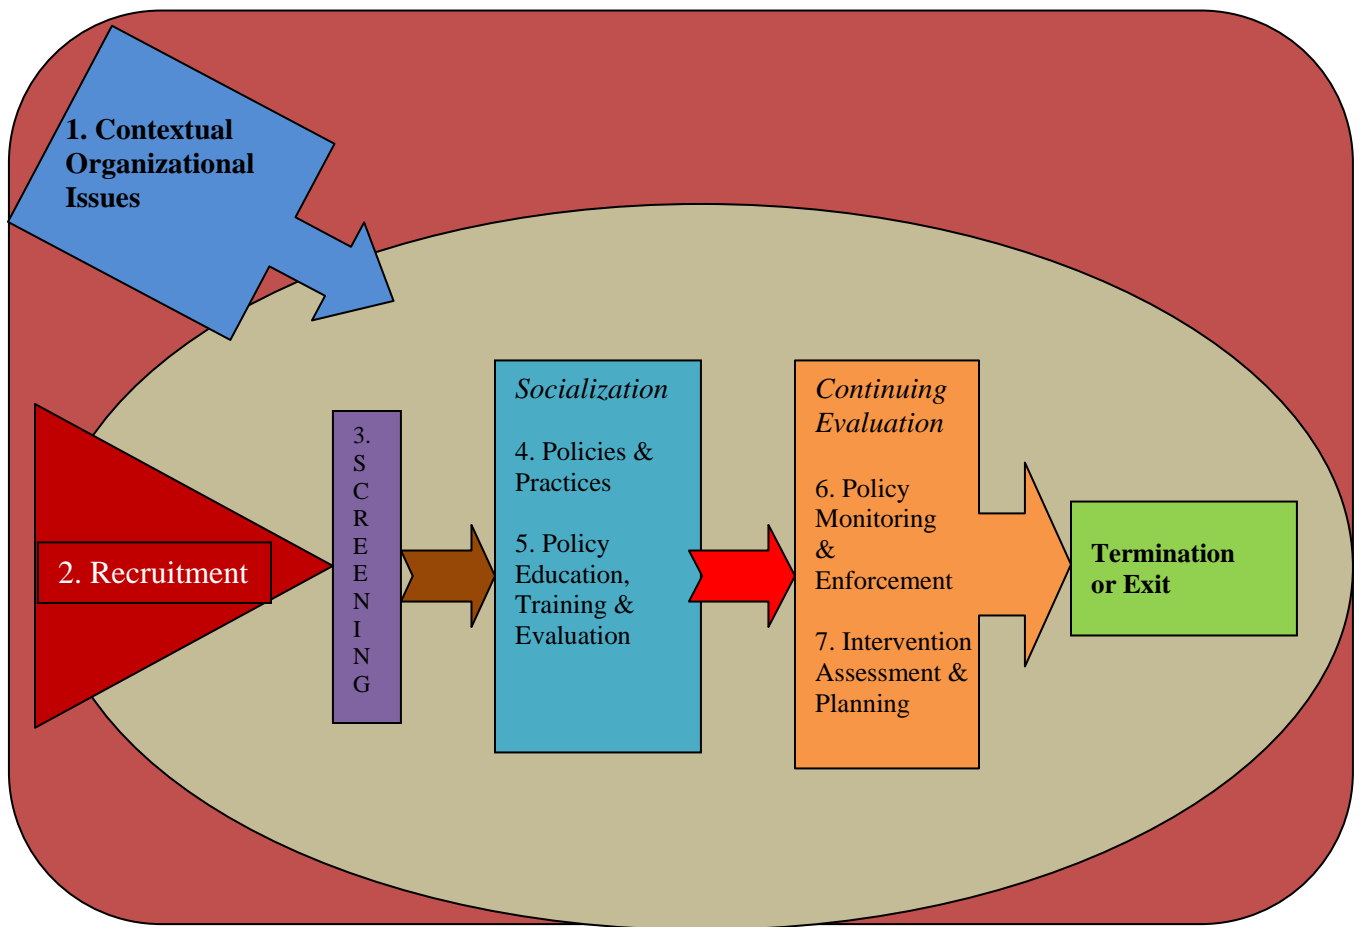 1. Contextual
Organizational
Issues
2. Recruitment
3.
S
C
R
E
E
N
I
N
G
Socialization
4. Policies &
Practices
5. Policy
Education,
Training &
Evaluation
Continuing
Evaluation
6. Policy
Monitoring
&
Enforcement
7. Intervention
Assessment &
Planning
Termination
or Exit